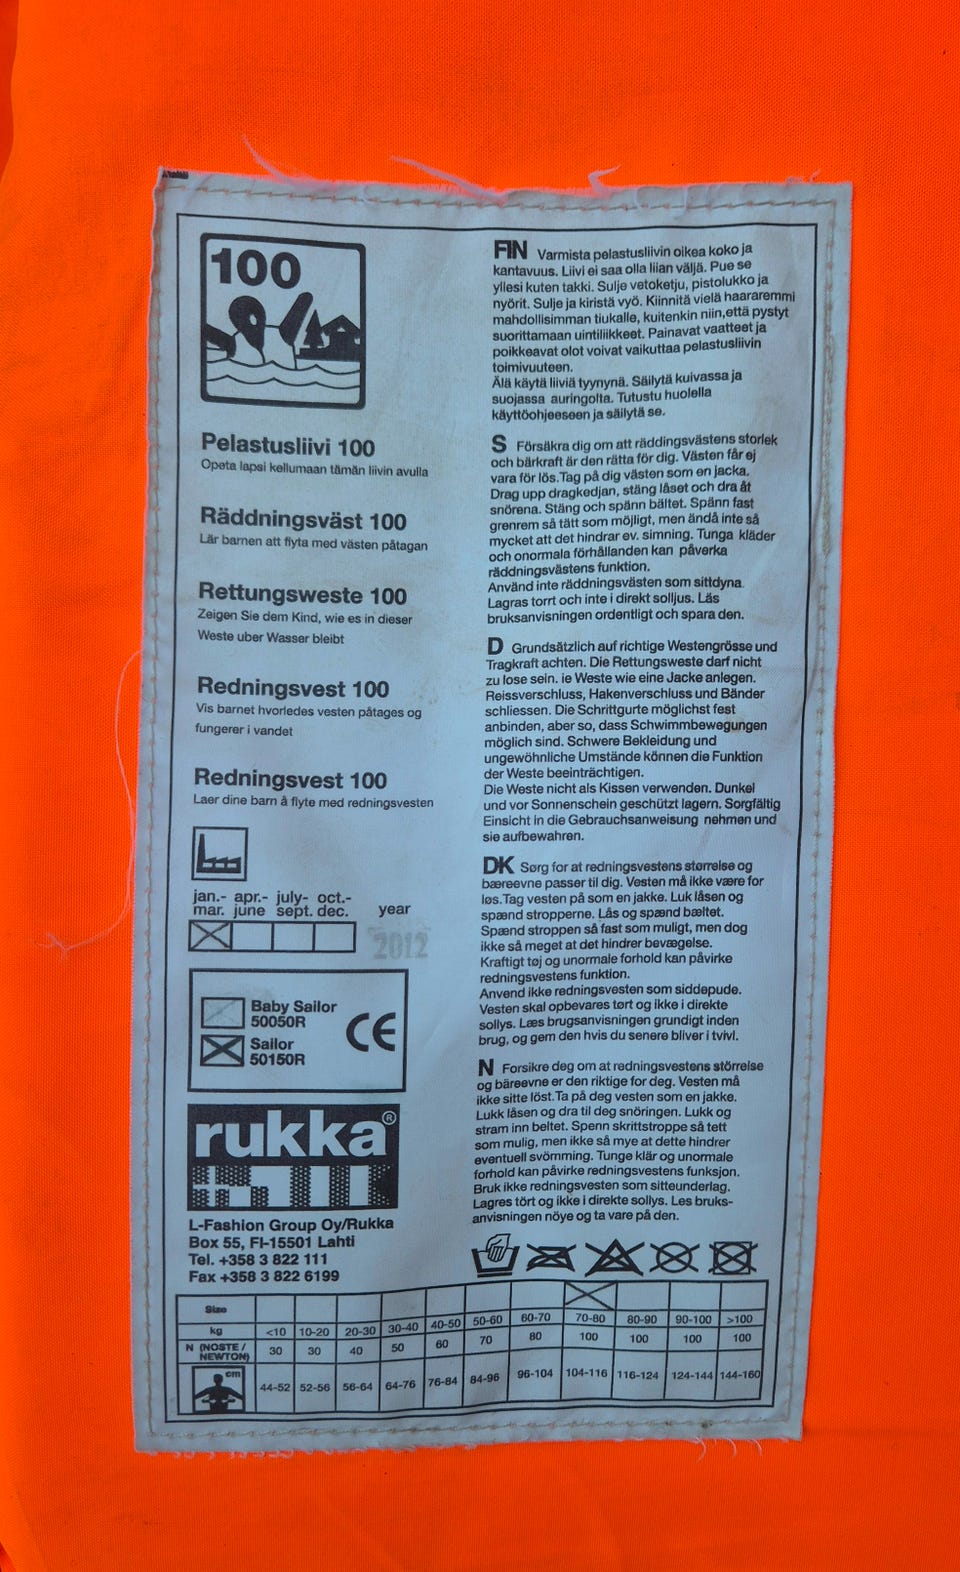 100
Pelastusliivi 100
Opeta lapsi kellumaan tämän liivin avulla
Räddningsväst 100
Lär barnen att flyta med västen påtagan
Rettungsweste 100
Zeigen Sie dem Kind, wie es in dieser
Weste uber Wasser bleibt
Redningsvest 100
Vis barnet hvorledes vesten påtages og
fungerer i vandet
Redningsvest 100
Laer dine barn å flyte med redningsvesten
jan.- apr.- july- oct.-
mar. june sept. dec. year
2012
Baby Sailor
50050R
Sailor
50150R
CE
rukka®
L-Fashion Group Oy/Rukka
Box 55, FI-15501 Lahti
Tel. +358 3 822 111
Fax +358 3 822 6199
FIN Varmista pelastusliivin oikea koko ja
kantavuus. Liivi ei saa olla liian väljä. Pue se
yllesi kuten takki. Sulje vetoketju, pistolukko ja
nyörit. Sulje ja kiristä vyö. Kiinnitä vielä haararemmi
mahdollisimman tiukalle, kuitenkin niin,että pystyt
suorittamaan uintiliikkeet. Painavat vaatteet ja
poikkeavat olot voivat vaikuttaa pelastusliivin
toimivuuteen.
Älä käytä liiviä tyynynä. Säilytä kuivassa ja
suojassa auringolta. Tutustu huolella
käyttöohjeeseen ja säilytä se.
S Försäkra dig om att räddingsvästens storlek
och bärkraft är den rätta för dig. Västen får ej
vara för lös.Tag på dig västen som en jacka.
Drag upp dragkedjan, stäng låset och dra åt
snörena. Stäng och spänn bältet. Spänn fast
grenrem så tätt som möjligt, men ändå inte så
mycket att det hindrar ev. simning. Tunga kläder
och onormala förhållanden kan påverka
räddningsvästens funktion.
Använd inte räddningsvästen som sittdyna.
Lagras torrt och inte i direkt solljus. Läs
bruksanvisningen ordentligt och spara den.
D Grundsätzlich auf richtige Westengrösse und
Tragkraft achten. Die Rettungsweste darf nicht
zu lose sein. ie Weste wie eine Jacke anlegen.
Reissverschluss, Hakenverschluss und Bänder
schliessen. Die Schrittgurte möglichst fest
anbinden, aber so, dass Schwimmbewegungen
möglich sind. Schwere Bekleidung und
ungewöhnliche Umstände können die Funktion
der Weste beeinträchtigen.
Die Weste nicht als Kissen verwenden. Dunkel
und vor Sonnenschein geschützt lagern. Sorgfältig
Einsicht in die Gebrauchsanweisung nehmen und
sie aufbewahren.
DK Sørg for at redningsvestens størrelse og
bæreevne passer til dig. Vesten må ikke være for
løs.Tag vesten på som en jakke. Luk låsen og
spænd stropperne. Lås og spænd bæltet.
Spænd stroppen så fast som muligt, men dog
ikke så meget at det hindrer bevægelse.
Kraftigt tøj og unormale forhold kan påvirke
redningsvestens funktion.
Anvend ikke redningsvesten som siddepude.
Vesten skal opbevares tørt og ikke i direkte
sollys. Læs brugsanvisningen grundigt inden
brug, og gem den hvis du senere bliver i tvivl.
N Forsikre deg om at redningsvestens störrelse
og bäreevne er den riktige for deg. Vesten må
ikke sitte löst.Ta på deg vesten som en jakke.
Lukk låsen og dra til deg snöringen. Lukk og
stram inn beltet. Spenn skrittstroppe så tett
som mulig, men ikke så mye at dette hindrer
eventuell svömming. Tunge klär og unormale
forhold kan påvirke redningsvestens funksjon.
Bruk ikke redningsvesten som sitteunderlag.
Lagres tört og ikke i direkte sollys. Les bruks-
anvisningen nöye og ta vare på den.
Size
kg <10 10-20 20-30 30-40 40-50 50-60 60-70 70-80 80-90 90-100 >100
N (NOSTE / NEWTON) 30 30 40 50 60 70 80 100 100 100 100
cm 44-52 52-56 56-64 64-76 76-84 84-96 96-104 104-116 116-124 124-144 144-160